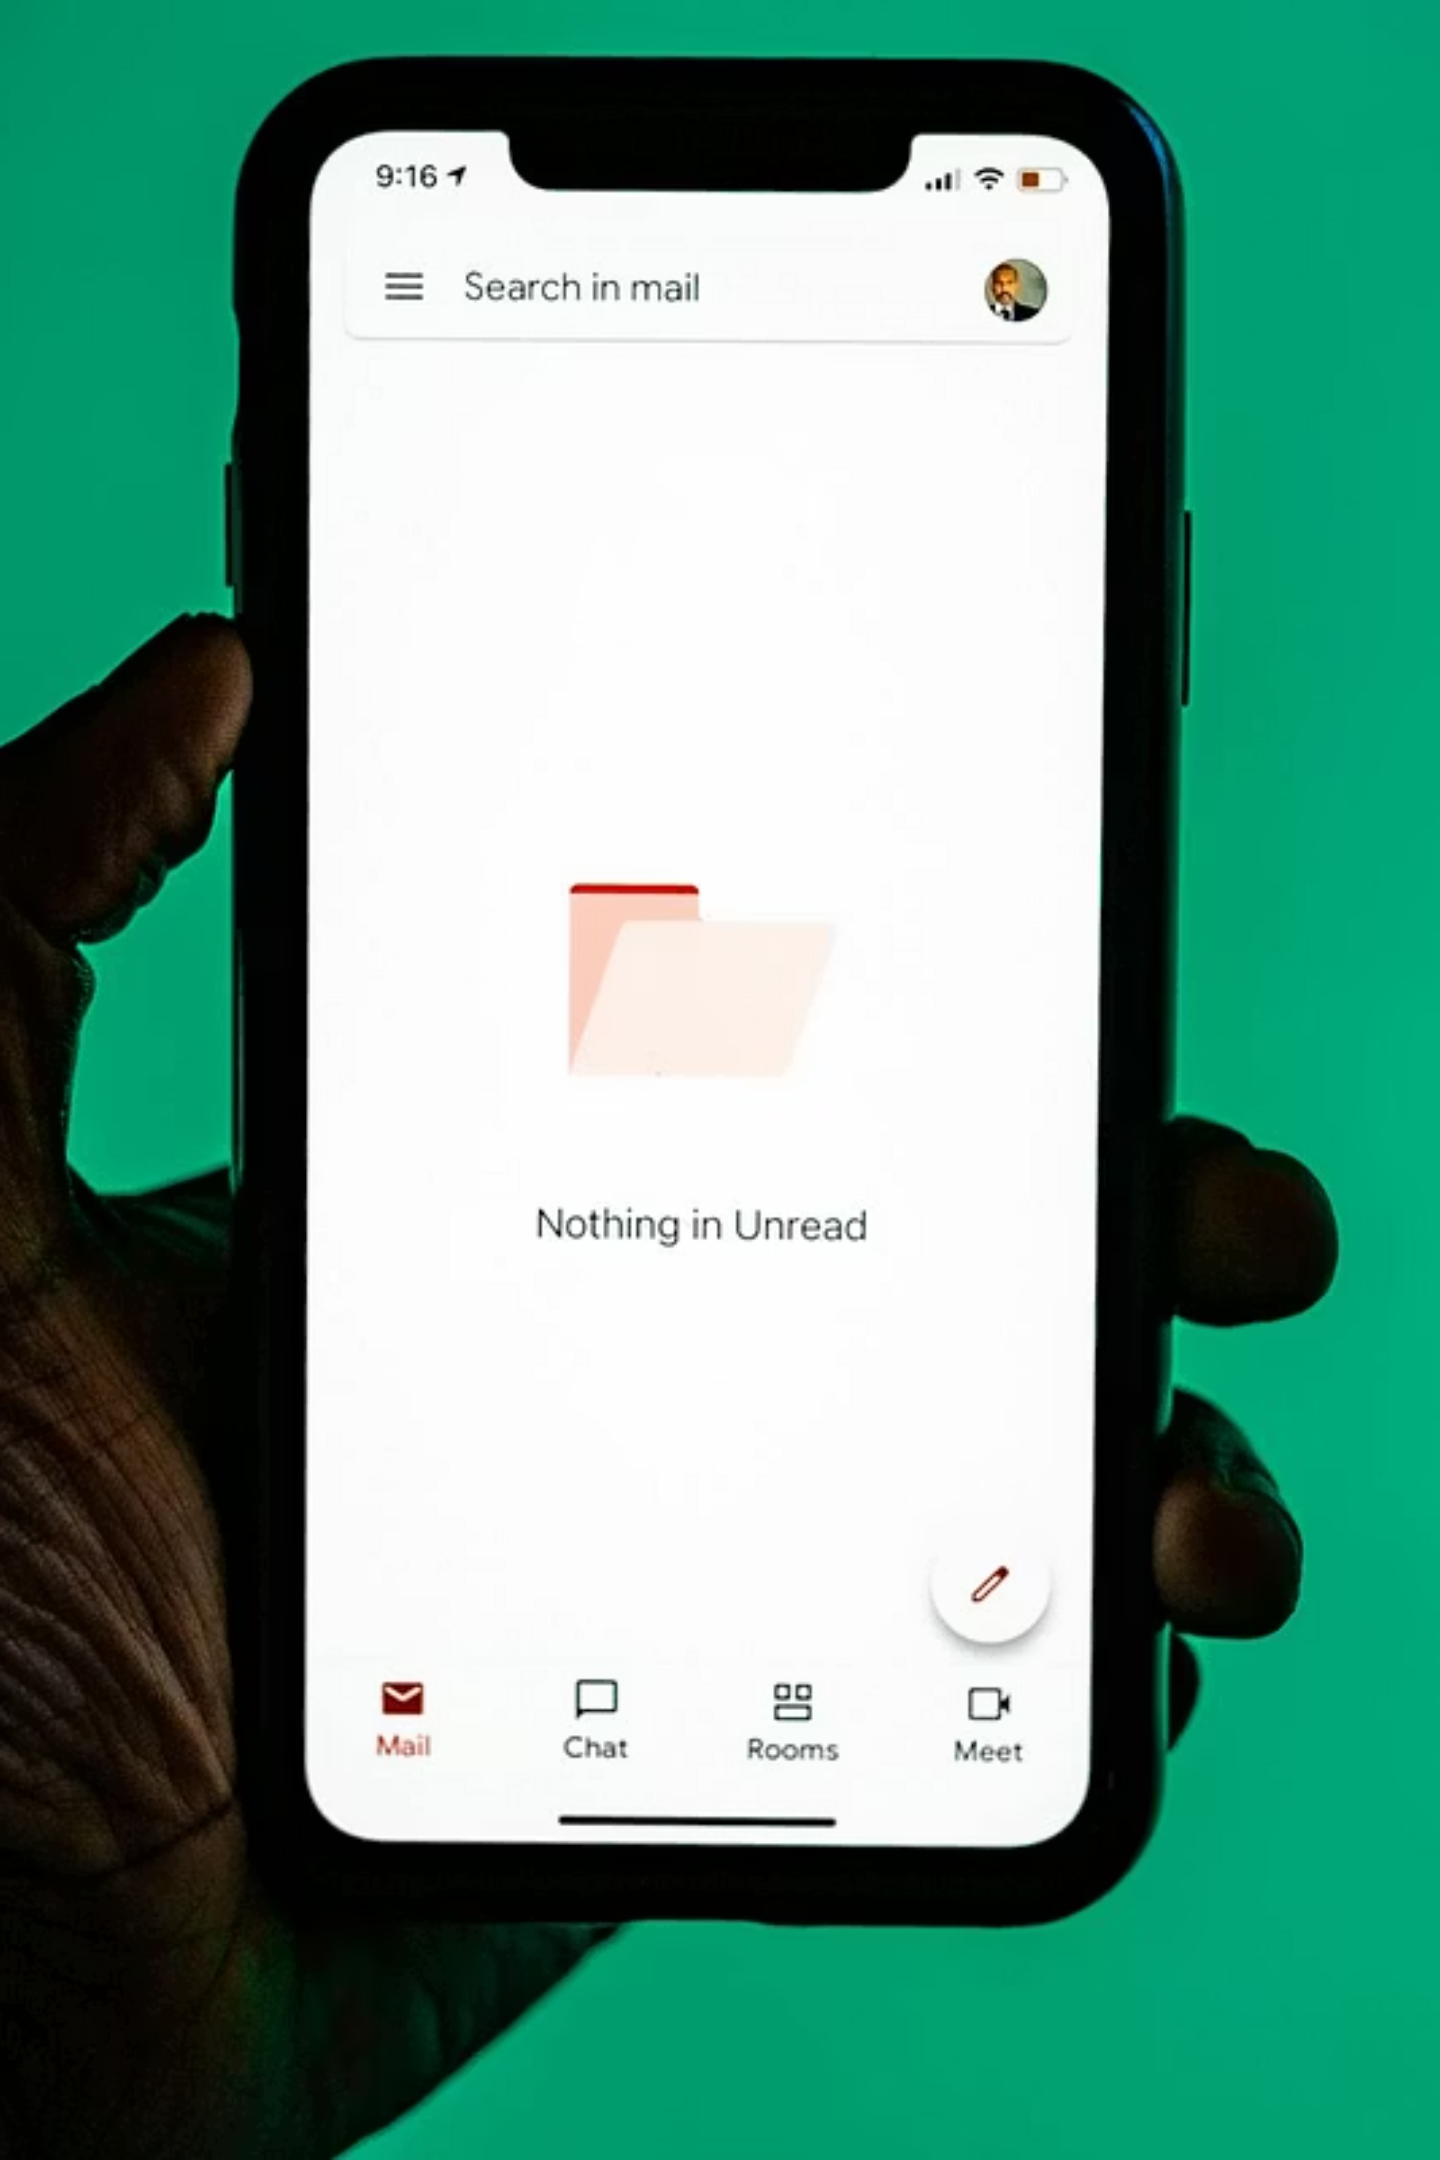 9:16
Search in mail
Nothing in Unread
Mail
Chat
Rooms
Meet